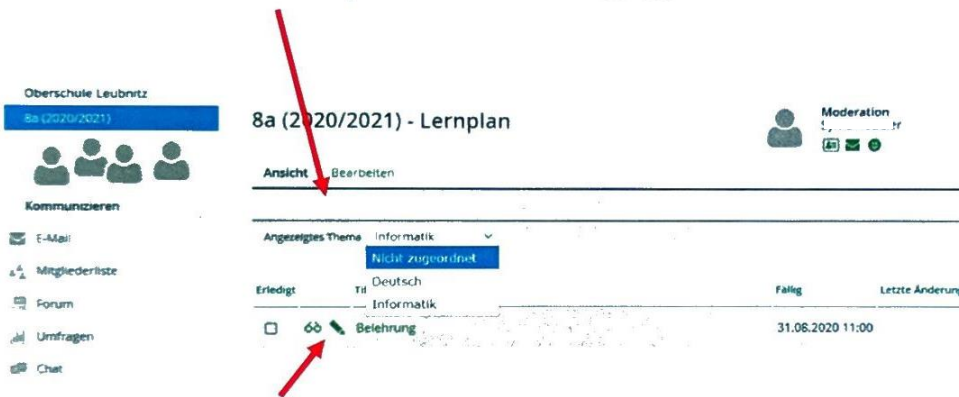 Oberschule Leubnitz
8a (2020/2021)
Kommunizieren
E-Mail
Mitgliederliste
Forum
Umfragen
Chat
8a (2020/2021) - Lernplan
Moderation
Ansicht Bearbeiten
Angezeigtes Thema Informatik
Nicht zugeordnet
Deutsch
Informatik
Erledigt Tit Fällig Letzte Änderung
Belehrung 31.08.2020 11:00